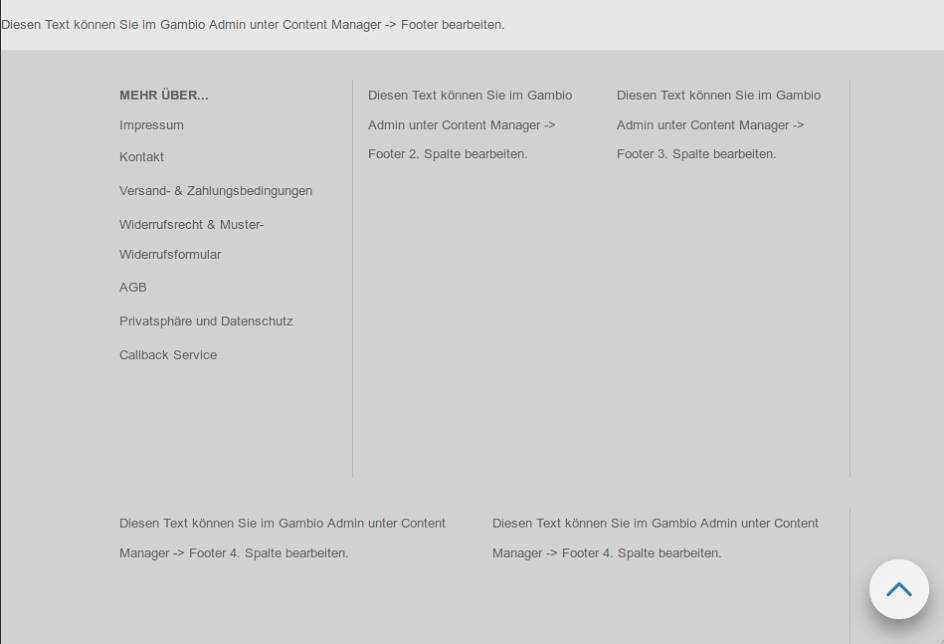 Diesen Text können Sie im Gambio Admin unter Content Manager -> Footer bearbeiten.
MEHR ÜBER...
Impressum
Kontakt
Versand- & Zahlungsbedingungen
Widerrufsrecht & Muster-
Widerrufsformular
AGB
Privatsphäre und Datenschutz
Callback Service
Diesen Text können Sie im Gambio
Admin unter Content Manager ->
Footer 2. Spalte bearbeiten.
Diesen Text können Sie im Gambio
Admin unter Content Manager ->
Footer 3. Spalte bearbeiten.
Diesen Text können Sie im Gambio Admin unter Content
Manager -> Footer 4. Spalte bearbeiten.
Diesen Text können Sie im Gambio Admin unter Content
Manager -> Footer 4. Spalte bearbeiten.